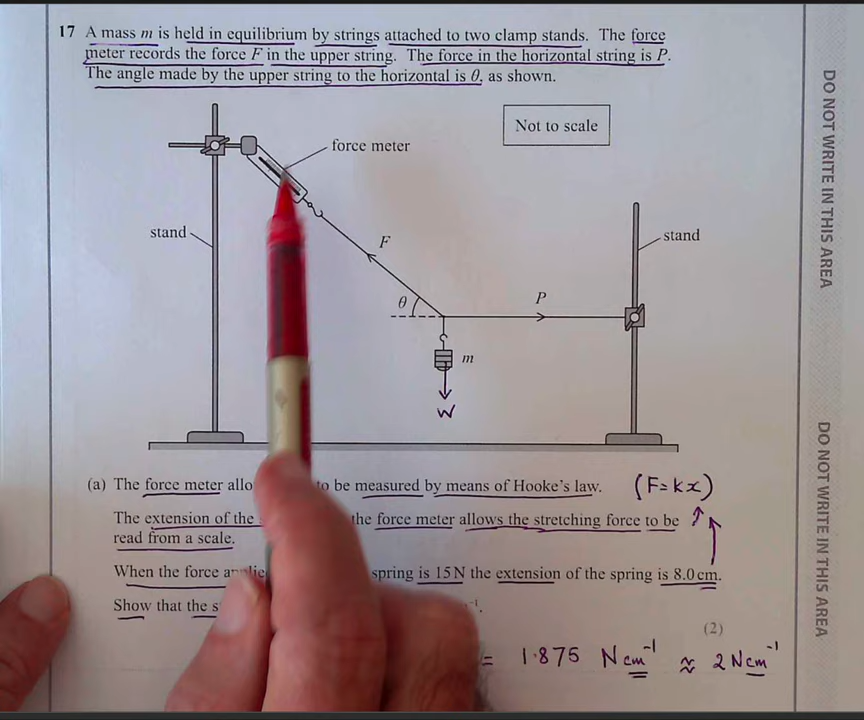 17 A mass m is held in equilibrium by strings attached to two clamp stands. The force
meter records the force F in the upper string. The force in the horizontal string is P.
The angle made by the upper string to the horizontal is θ, as shown.
Not to scale
force meter
stand
F
stand
θ
P
m
W
(a) The force meter allo to be measured by means of Hooke's law. (F=kx)
The extension of the the force meter allows the stretching force to be
read from a scale.
When the force applie spring is 15 N the extension of the spring is 8.0 cm.
Show that the s ⁻¹.
(2)
= 1.875 N cm⁻¹ ≈ 2 N cm⁻¹
DO NOT WRITE IN THIS AREA
DO NOT WRITE IN THIS AREA